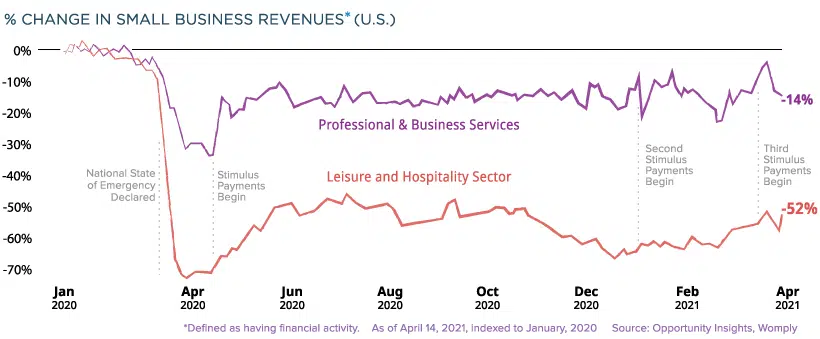 % CHANGE IN SMALL BUSINESS REVENUES* (U.S.)
0%
-10%
-20%
-30%
-40%
-50%
-60%
-70%
Professional & Business Services
Leisure and Hospitality Sector
National State
of Emergency
Declared
Stimulus
Payments
Begin
Second
Stimulus
Payments
Begin
Third
Stimulus
Payments
Begin
-14%
-52%
Jan
2020
Apr
2020
Jun
2020
Aug
2020
Oct
2020
Dec
2020
Feb
2021
Apr
2021
*Defined as having financial activity. As of April 14, 2021, indexed to January, 2020 Source: Opportunity Insights, Womply